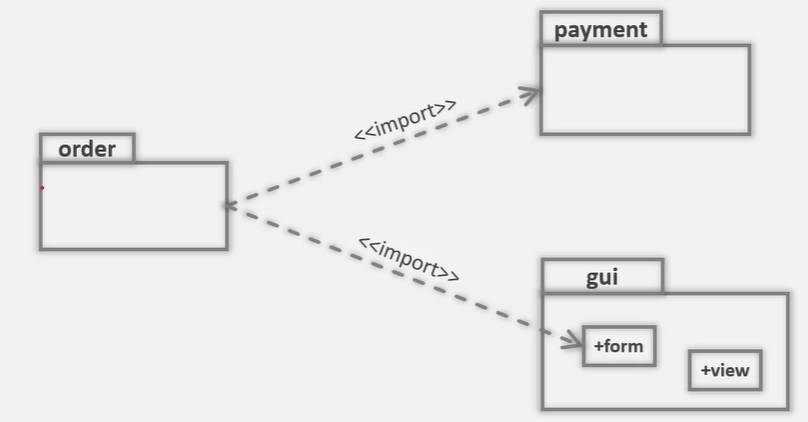 payment
<<import>>
order
<<import>>
gui
+form
+view